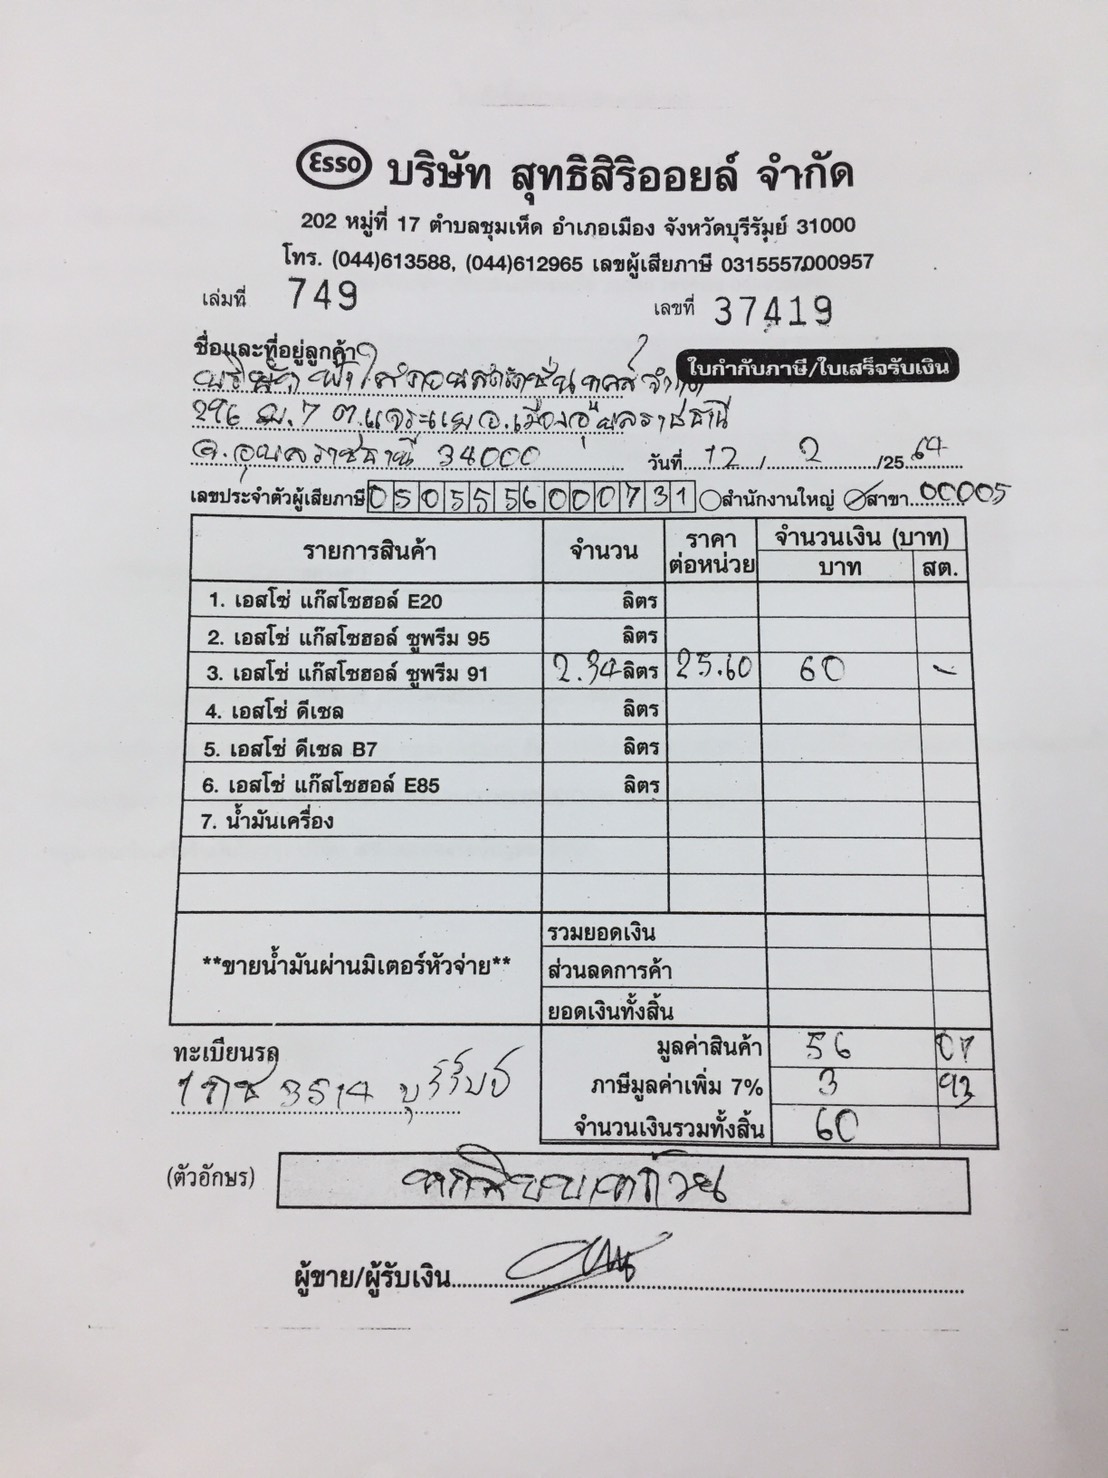 Esso บริษัท สุทธิสิริออยล์ จำกัด
202 หมู่ที่ 17 ตำบลชุมเห็ด อำเภอเมือง จังหวัดบุรีรัมย์ 31000
โทร. (044)613588, (044)612965 เลขผู้เสียภาษี 0315557000957
เล่มที่ 749 เลขที่ 37419
ชื่อและที่อยู่ลูกค้า
ใบกำกับภาษี/ใบเสร็จรับเงิน
บริษัท ฟ้าใสคอนสตรัคชั่น จำกัด
296 ม.7 ต.แจระแม อ.เมืองอุบลราชธานี
จ.อุบลราชธานี 34000 วันที่ 12 / 2 /25 64
เลขประจำตัวผู้เสียภาษี 0505556000731 สำนักงานใหญ่ สาขา 00005
รายการสินค้า จำนวน ราคาต่อหน่วย จำนวนเงิน (บาท)
บาท สต.
1. เอสโซ่ แก๊สโซฮอล์ E20 ลิตร
2. เอสโซ่ แก๊สโซฮอล์ ซูพรีม 95 ลิตร
3. เอสโซ่ แก๊สโซฮอล์ ซูพรีม 91 2.34 ลิตร 25.60 60 -
4. เอสโซ่ ดีเซล ลิตร
5. เอสโซ่ ดีเซล B7 ลิตร
6. เอสโซ่ แก๊สโซฮอล์ E85 ลิตร
7. น้ำมันเครื่อง
รวมยอดเงิน
**ขายน้ำมันผ่านมิเตอร์หัวจ่าย** ส่วนลดการค้า
ยอดเงินทั้งสิ้น
ทะเบียนรถ มูลค่าสินค้า 56 07
1กช 3514 บุรีรัมย์ ภาษีมูลค่าเพิ่ม 7% 3 93
จำนวนเงินรวมทั้งสิ้น 60
(ตัวอักษร) หกสิบบาทถ้วน
ผู้ขาย/ผู้รับเงิน